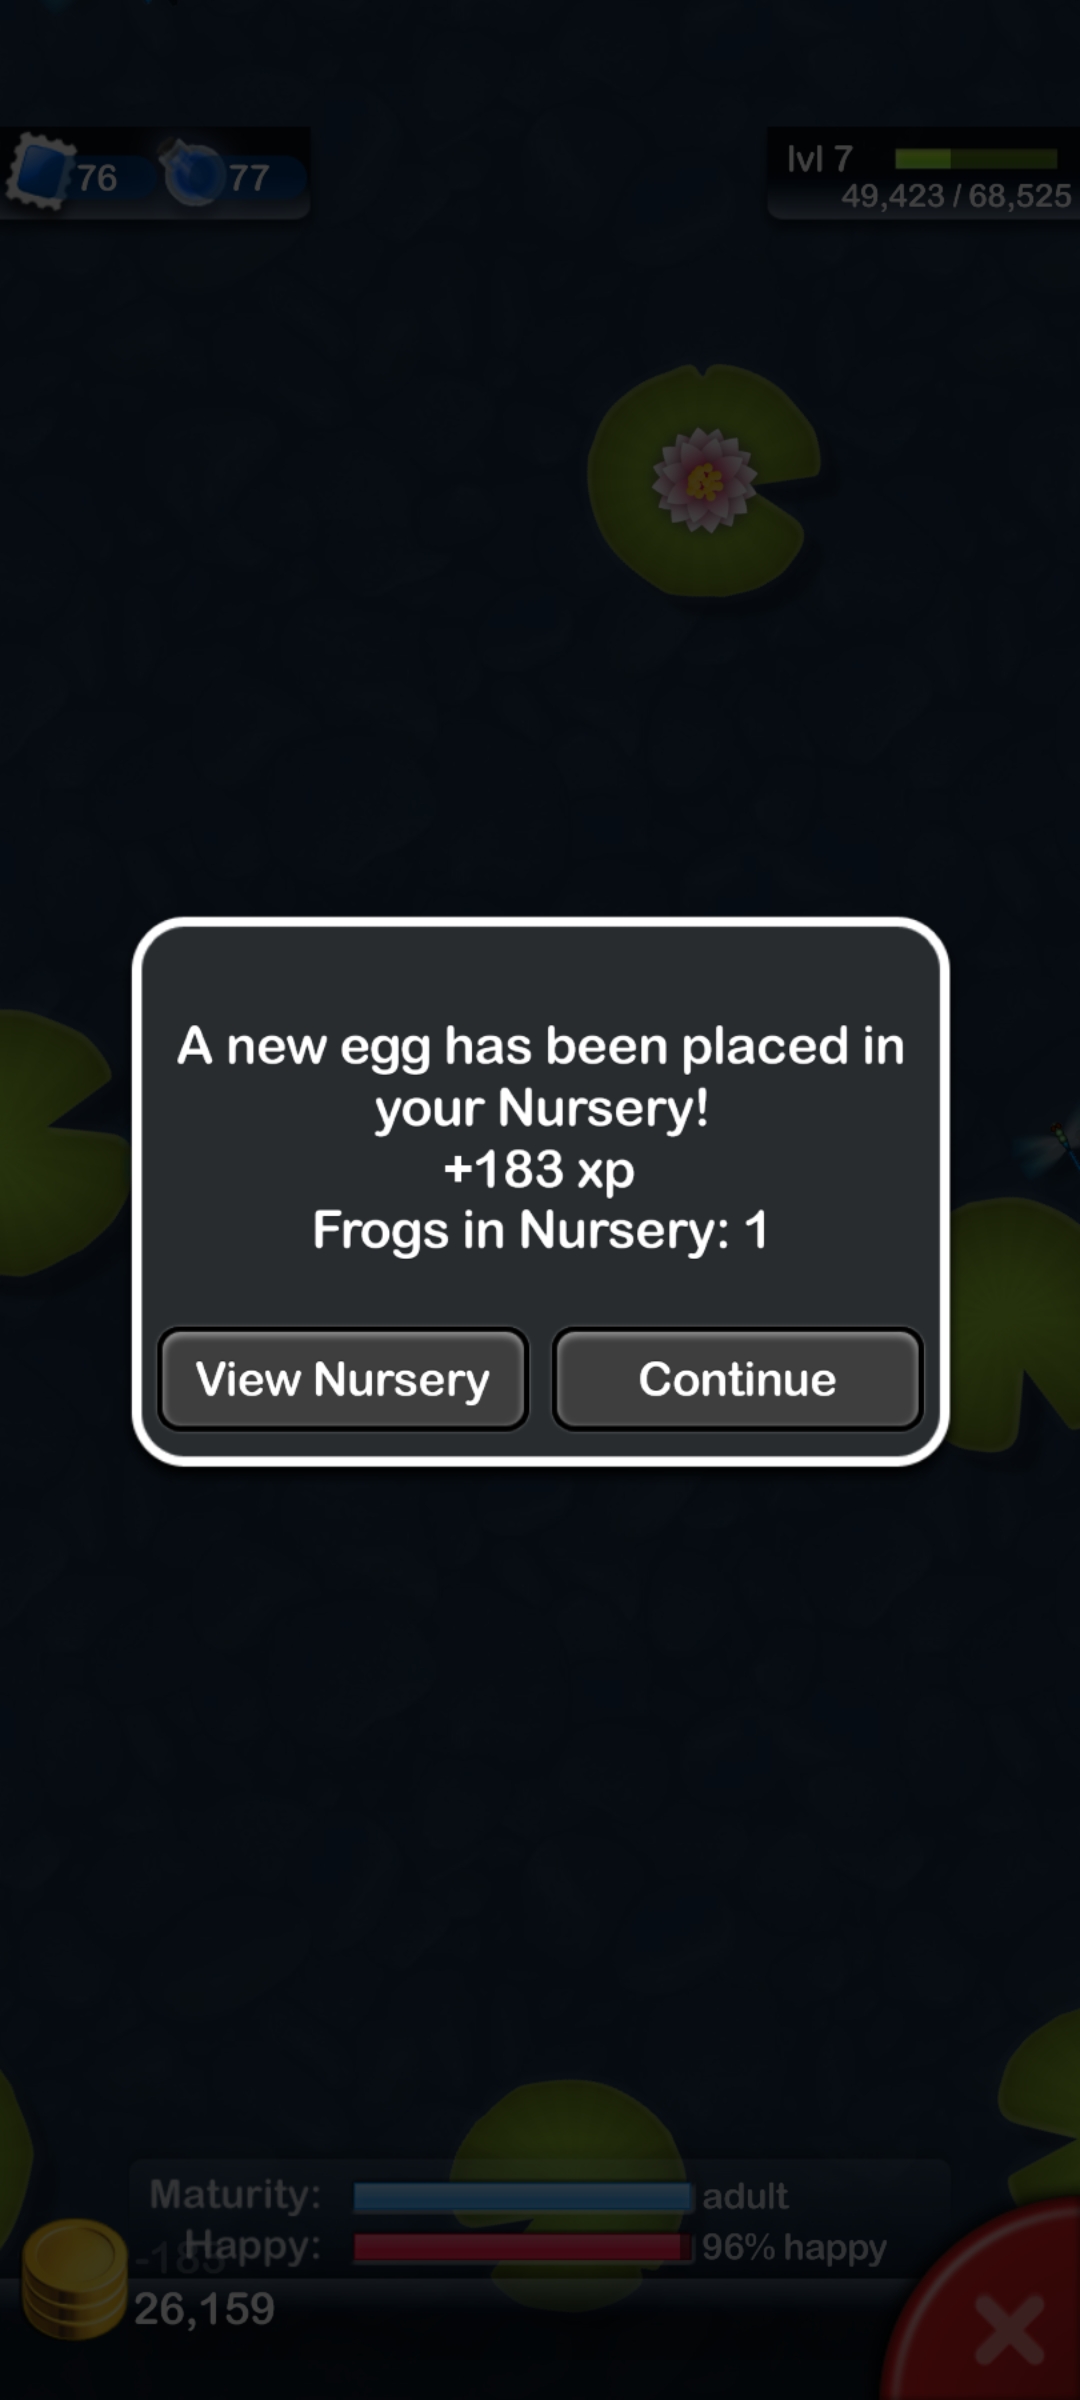 76 77
lvl 7
49,423 / 68,525
A new egg has been placed in
your Nursery!
+183 xp
Frogs in Nursery: 1
View Nursery Continue
Maturity: adult
Happy: 96% happy
-183
26,159